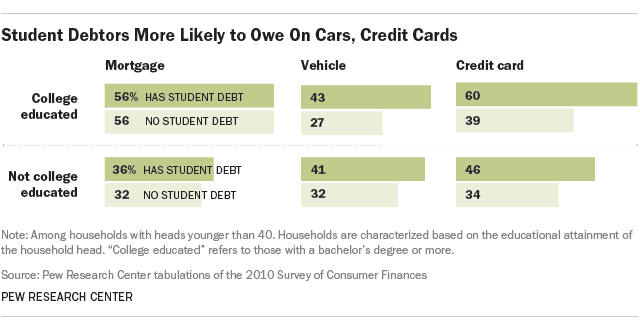 Student Debtors More Likely to Owe On Cars, Credit Cards
Mortgage Vehicle Credit card
College educated
56% HAS STUDENT DEBT 43 60
56 NO STUDENT DEBT 27 39
Not college educated
36% HAS STUDENT DEBT 41 46
32 NO STUDENT DEBT 32 34
Note: Among households with heads younger than 40. Households are characterized based on the educational attainment of
the household head. “College educated” refers to those with a bachelor’s degree or more.
Source: Pew Research Center tabulations of the 2010 Survey of Consumer Finances
PEW RESEARCH CENTER